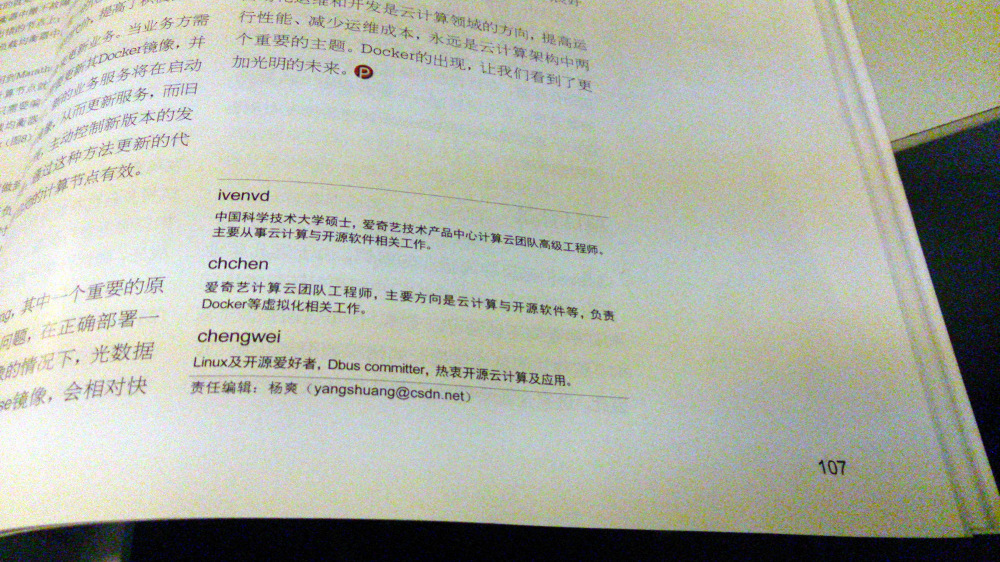 提高了
更新业务。当业务方需
更新其Docker镜像，并
的业务服务将在启动
从而更新服务，而旧
主动控制新版本的发
通过这种方法更新的代
的计算节点有效。
其中一个重要的原
问题，在正确部署一
的情况下，光数据
se镜像，会相对快
运维和开发是云计算领域的方向，提高运
行性能、减少运维成本，永远是云计算架构中两
个重要的主题。Docker的出现，让我们看到了更
加光明的未来。P
ivenvd
中国科学技术大学硕士，爱奇艺技术产品中心计算云团队高级工程师。
主要从事云计算与开源软件相关工作。
chchen
爱奇艺计算云团队工程师，主要方向是云计算与开源软件等，负责
Docker等虚拟化相关工作。
chengwei
Linux及开源爱好者，Dbus committer，热衷开源云计算及应用。
责任编辑：杨爽（yangshuang@csdn.net）
107